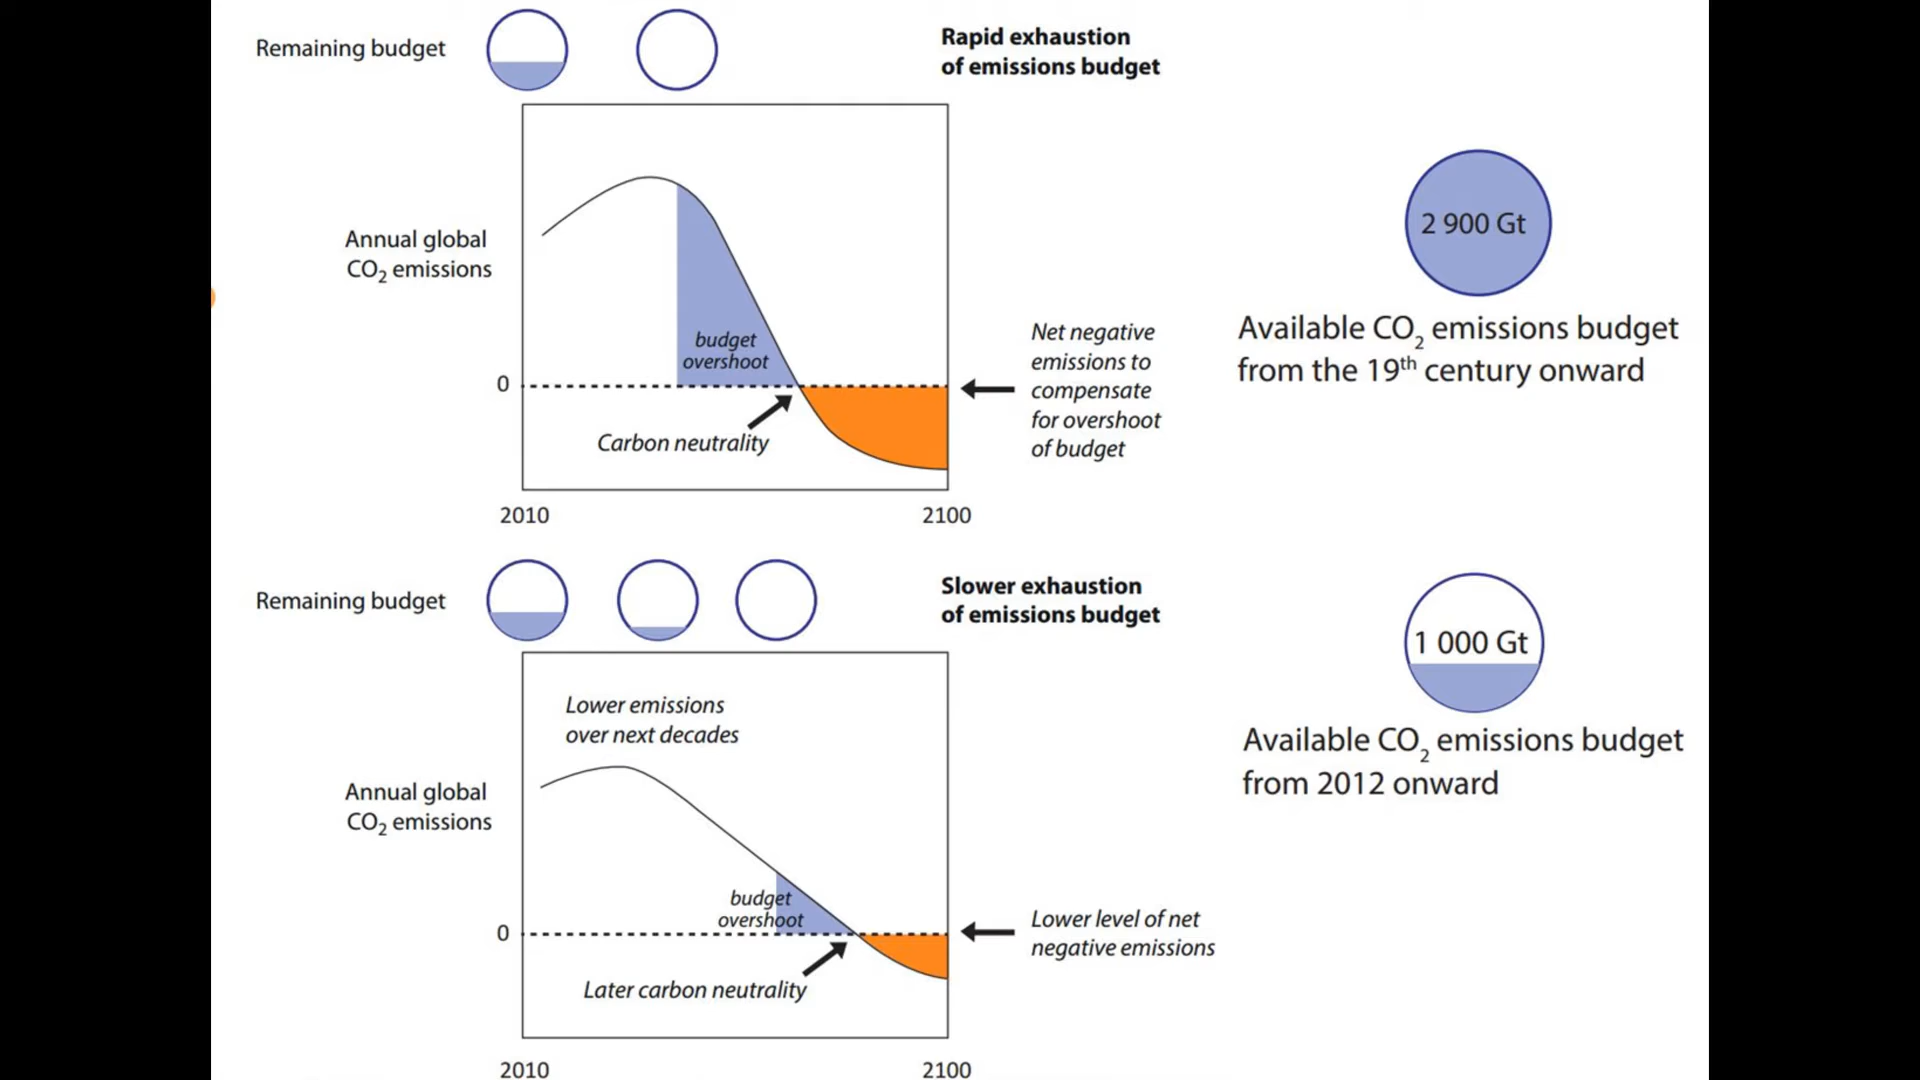 Remaining budget
Rapid exhaustion
of emissions budget
Annual global
CO₂ emissions
budget
overshoot
0
Carbon neutrality
Net negative
emissions to
compensate
for overshoot
of budget
2010
2100
2 900 Gt
Available CO₂ emissions budget
from the 19th century onward
Remaining budget
Slower exhaustion
of emissions budget
Lower emissions
over next decades
Annual global
CO₂ emissions
budget
overshoot
0
Later carbon neutrality
Lower level of net
negative emissions
2010
2100
1 000 Gt
Available CO₂ emissions budget
from 2012 onward